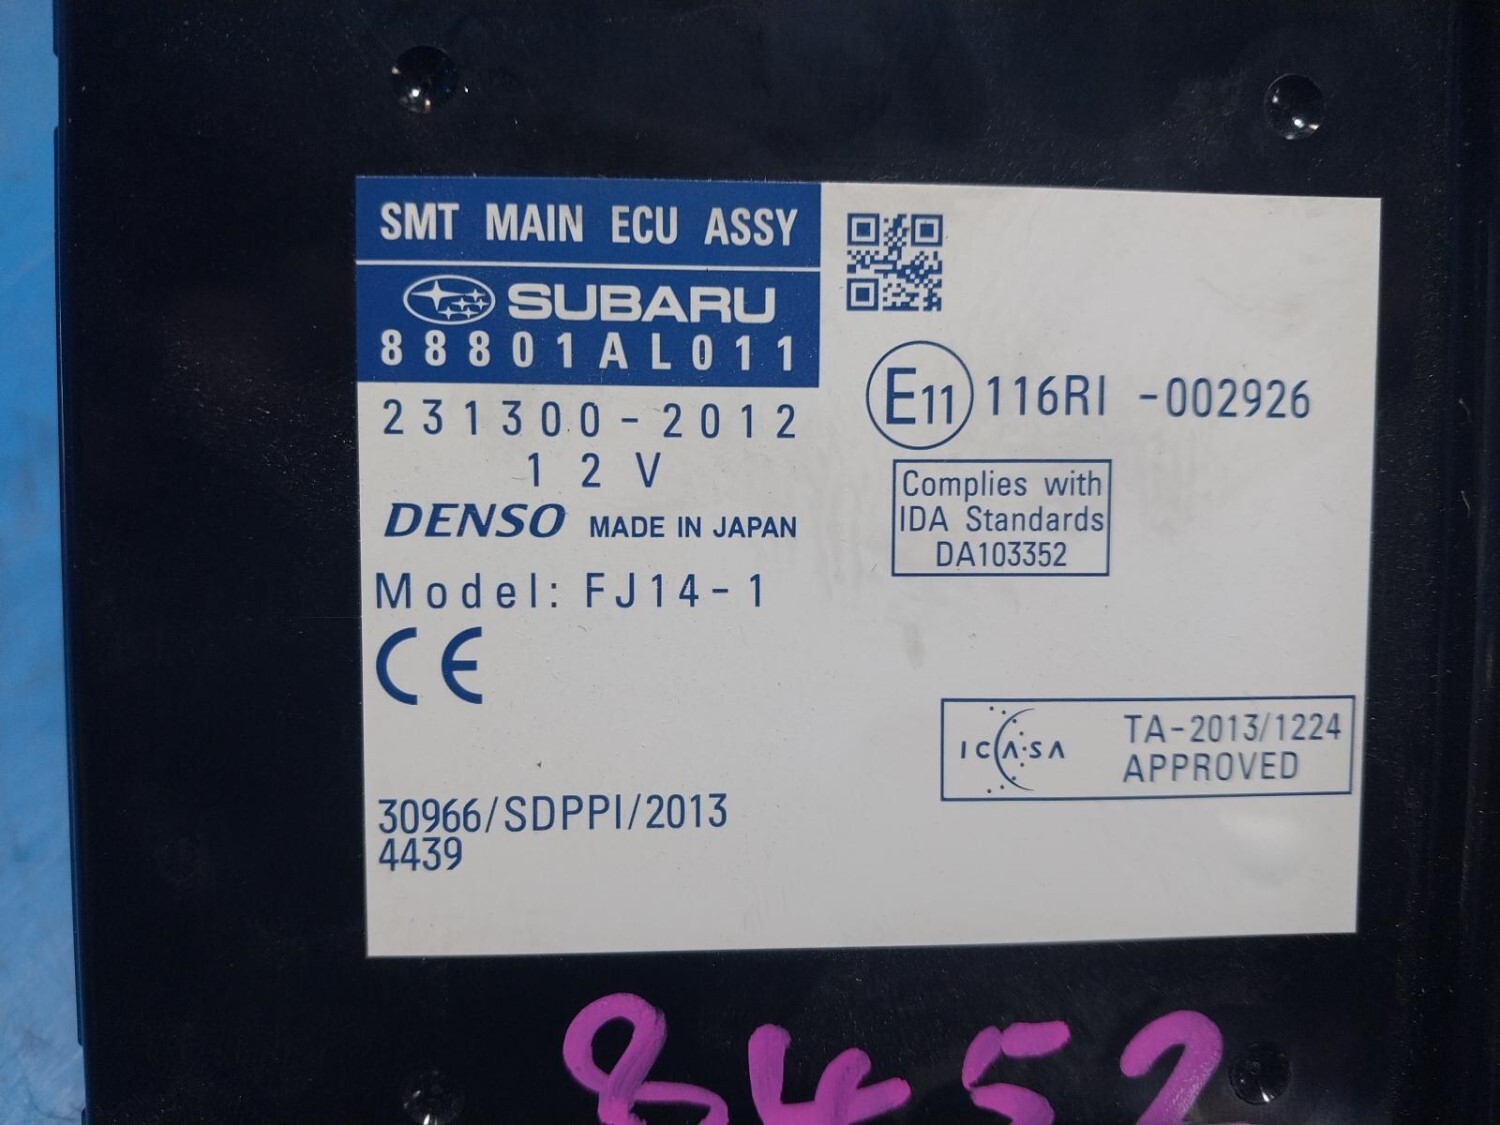 SMT MAIN ECU ASSY
SUBARU
88801AL011
231300-2012
12V
DENSO MADE IN JAPAN
Model: FJ14-1
CE
30966/SDPPI/2013
4439
E11 116RI -002926
Complies with
IDA Standards
DA103352
ICASA
TA-2013/1224
APPROVED
8452